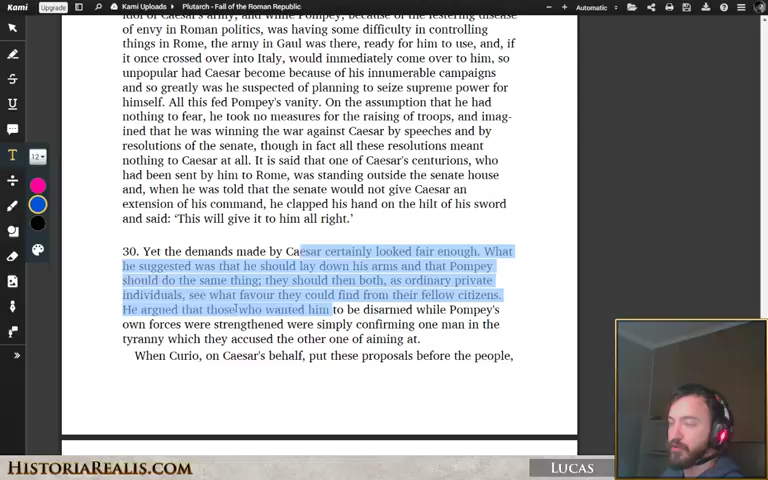 Kami
Upgrade
Kami Uploads > Plutarch - Fall of the Roman Republic
Automatic
of envy in Roman politics, was having some difficulty in controlling
things in Rome, the army in Gaul was there, ready for him to use, and, if
it once crossed over into Italy, would immediately come over to him, so
unpopular had Caesar become because of his innumerable campaigns
and so greatly was he suspected of planning to seize supreme power for
himself. All this fed Pompey's vanity. On the assumption that he had
nothing to fear, he took no measures for the raising of troops, and imag-
ined that he was winning the war against Caesar by speeches and by
resolutions of the senate, though in fact all these resolutions meant
nothing to Caesar at all. It is said that one of Caesar's centurions, who
had been sent by him to Rome, was standing outside the senate house
and, when he was told that the senate would not give Caesar an
extension of his command, he clapped his hand on the hilt of his sword
and said: ‘This will give it to him all right.’
12
30. Yet the demands made by Caesar certainly looked fair enough. What
he suggested was that he should lay down his arms and that Pompey
should do the same thing; they should then both, as ordinary private
individuals, see what favour they could find from their fellow citizens.
He argued that those who wanted him to be disarmed while Pompey's
own forces were strengthened were simply confirming one man in the
tyranny which they accused the other one of aiming at.
When Curio, on Caesar's behalf, put these proposals before the people,
HISTORIAREALIS.COM
LUCAS